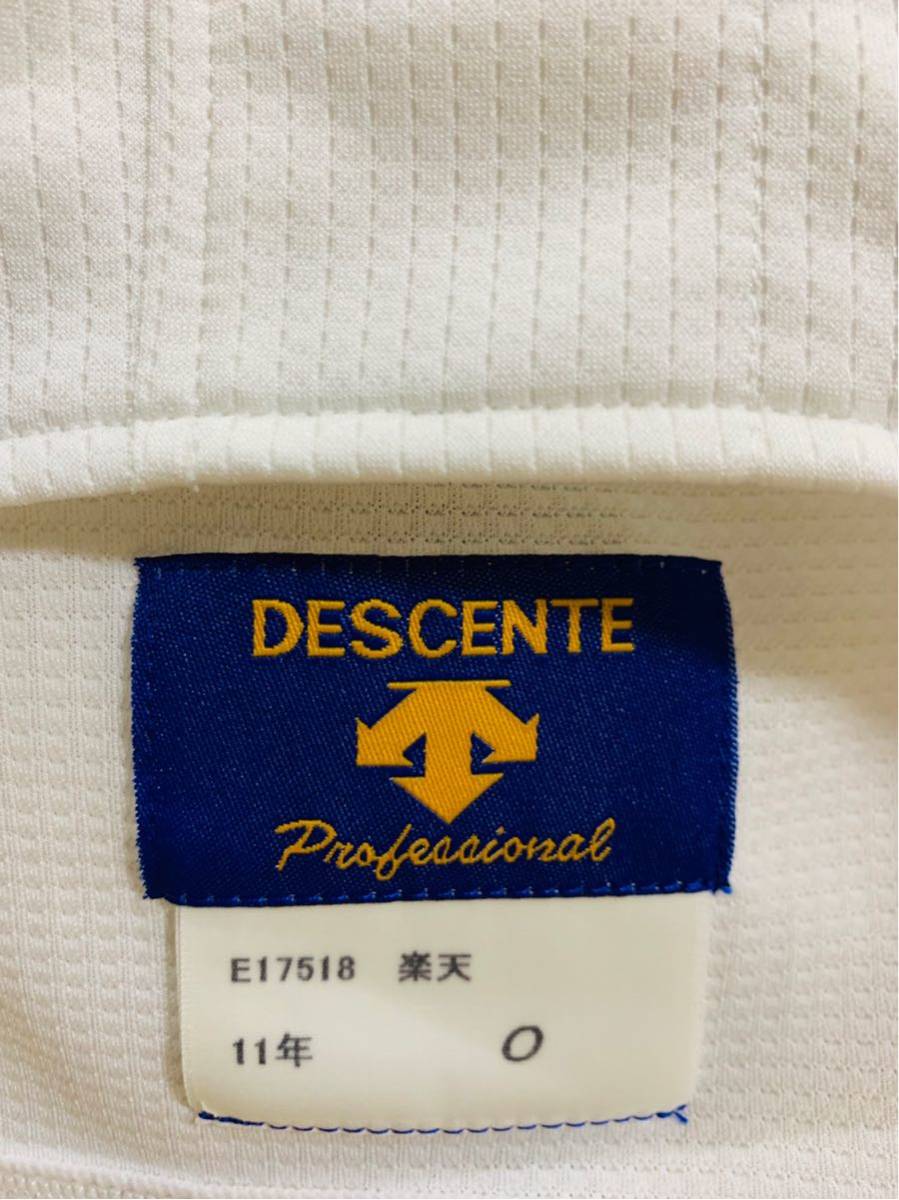 DESCENTE
Professional
E17518 楽天
11年 O